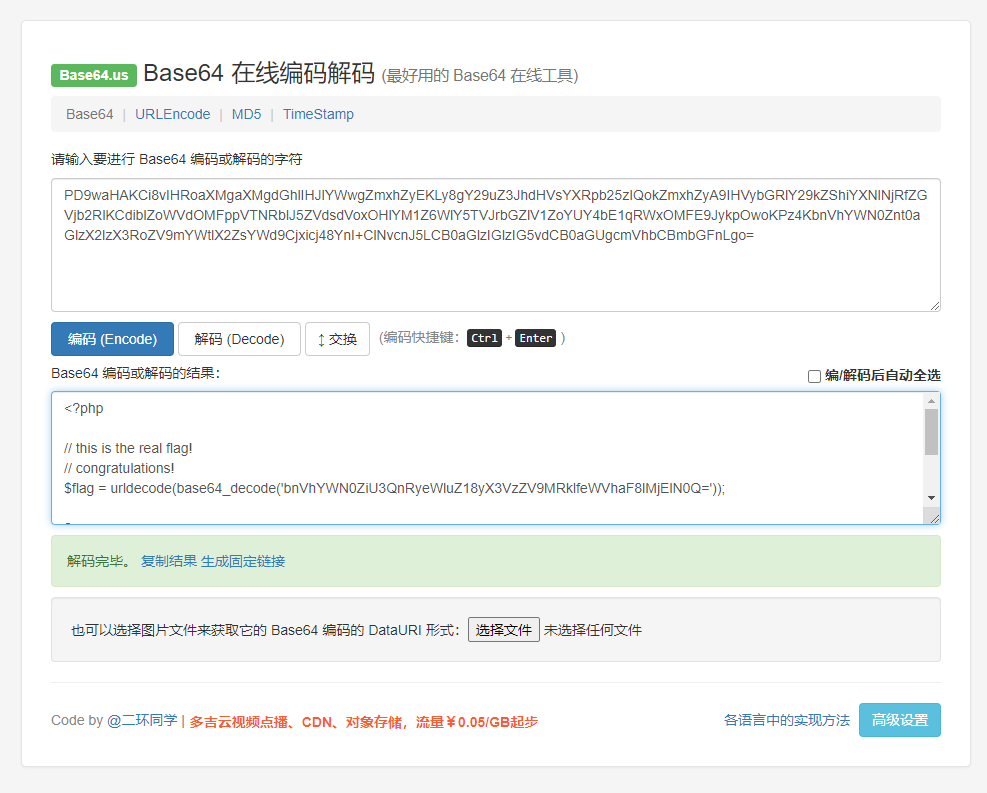 Base64.us Base64 在线编码解码 (最好用的 Base64 在线工具)
Base64 | URLEncode | MD5 | TimeStamp
请输入要进行 Base64 编码或解码的字符
PD9waHAKCi8vIHRoaXMgaXMgdGhlIHJlYWwgZmxhZyEKLy8gY29uZ3JhdHVsYXRpb25zIQokZmxhZyA9IHVybGRlY29kZShiYXNlNjRfZG
Vjb2RlKCdiblZoWVdOMFppVTNRblJ5ZVdsdVoxOHlYM1Z6WlY5TVJrbGZlV1ZoYUY4bE1qRWxOMFE9JykpOwoKPz4KbnVhYWN0Znt0a
GlzX2lzX3RoZV9mYWtlX2ZsYWd9Cjxicj48YnI+ClNvcnJ5LCB0aGlzIGlzIG5vdCB0aGUgcmVhbCBmbGFnLgo=
编码 (Encode) 解码 (Decode) ↕ 交换 (编码快捷键： Ctrl + Enter )
Base64 编码或解码的结果： 编/解码后自动全选
<?php
// this is the real flag!
// congratulations!
$flag = urldecode(base64_decode('bnVhYWN0ZiU3QnRyeWluZ18yX3VzZV9MRklfeWVhaF8lMjElN0Q='));
解码完毕。 复制结果 生成固定链接
也可以选择图片文件来获取它的 Base64 编码的 DataURI 形式： 选择文件 未选择任何文件
Code by @二环同学 | 多吉云视频点播、CDN、对象存储，流量￥0.05/GB起步 各语言中的实现方法 高级设置